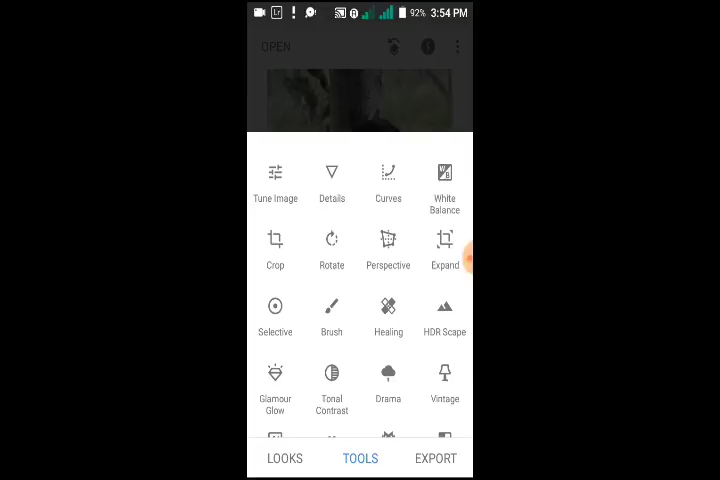 Lr 92% 3:54 PM
OPEN
Tune Image Details Curves White Balance
Crop Rotate Perspective Expand
Selective Brush Healing HDR Scape
Glamour Glow Tonal Contrast Drama Vintage
LOOKS TOOLS EXPORT